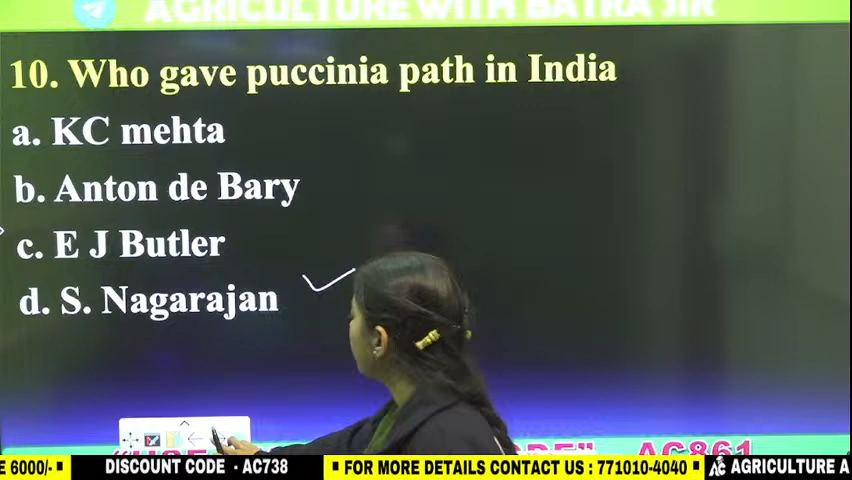 AGRICULTURE WITH BATRA SIR
10. Who gave puccinia path in India
a. KC mehta
b. Anton de Bary
c. E J Butler
d. S. Nagarajan
AC861
E 6000/-
DISCOUNT CODE - AC738
FOR MORE DETAILS CONTACT US : 771010-4040
AGRICULTURE A